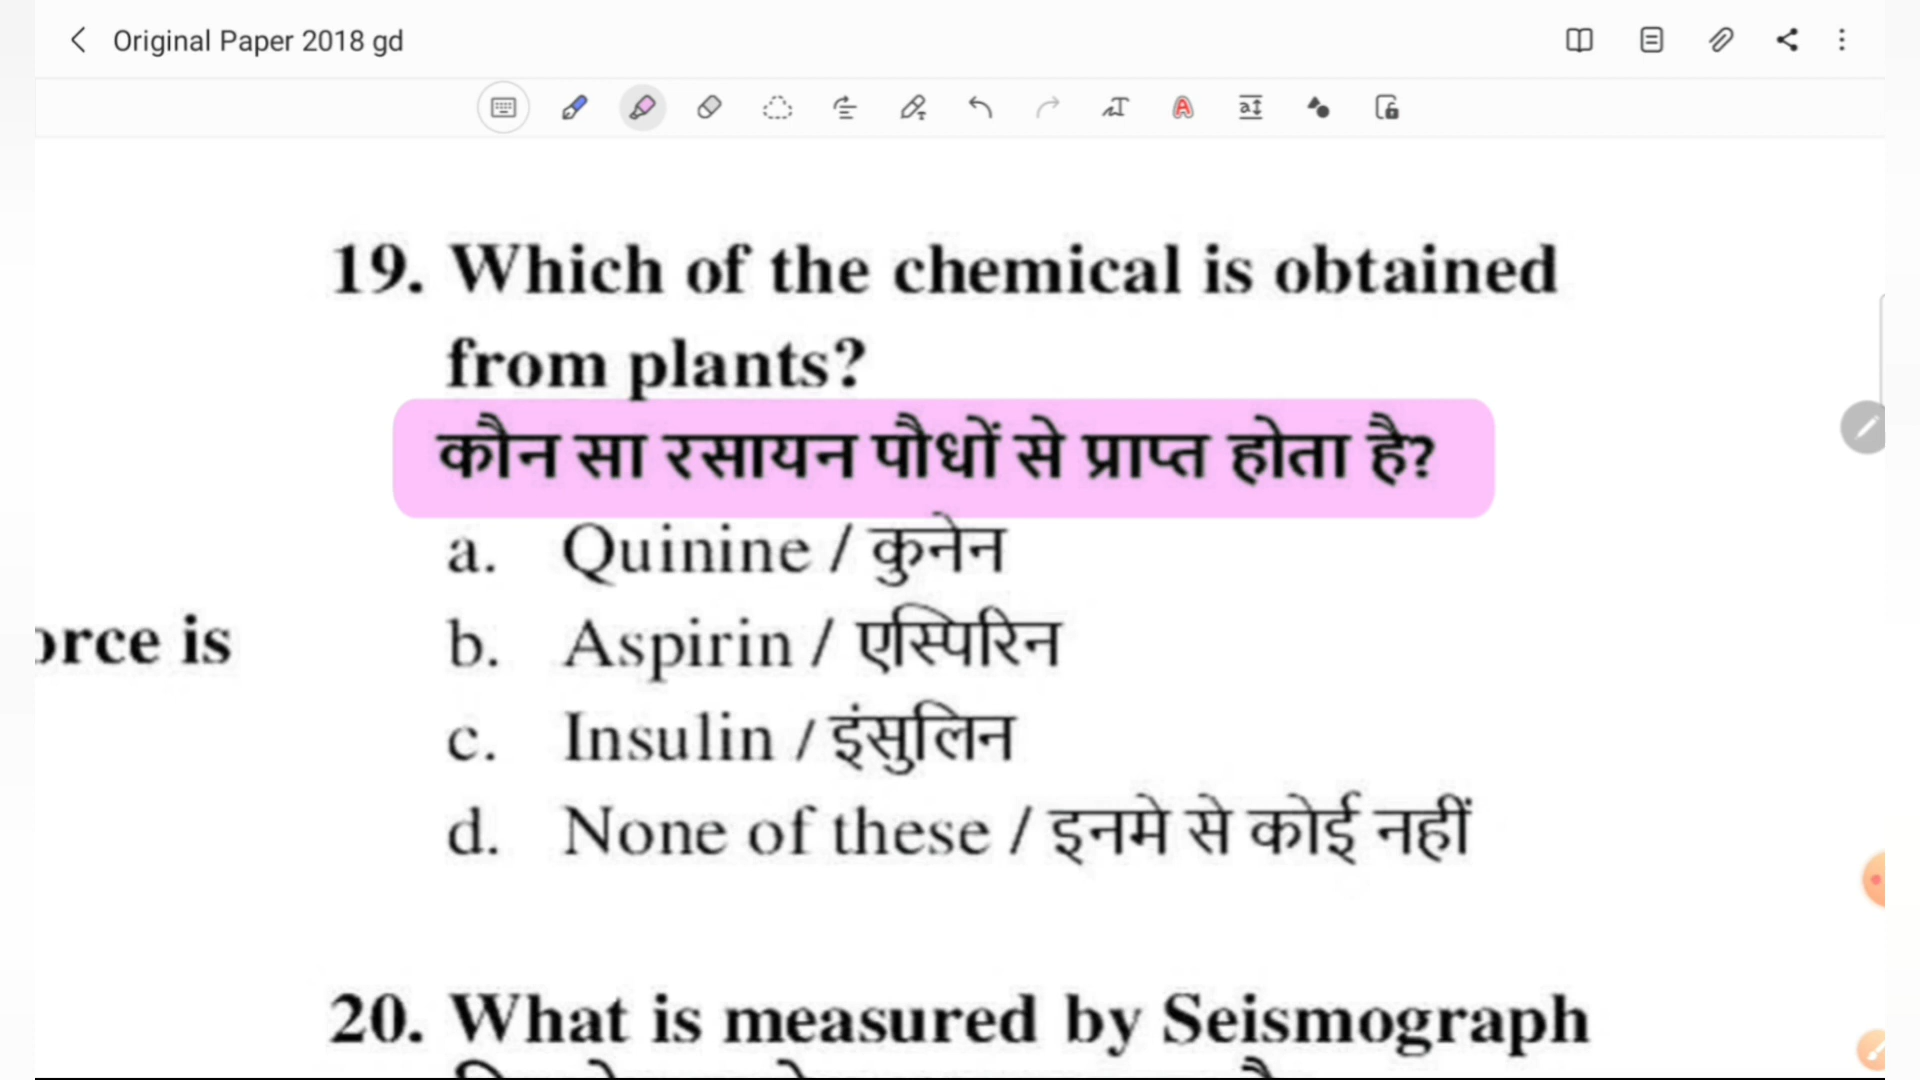 Original Paper 2018 gd
19. Which of the chemical is obtained
from plants?
कौन सा रसायन पौधों से प्राप्त होता है?
a. Quinine / कुनेन
b. Aspirin / एस्पिरिन
c. Insulin / इंसुलिन
d. None of these / इनमे से कोई नहीं
orce is
20. What is measured by Seismograph